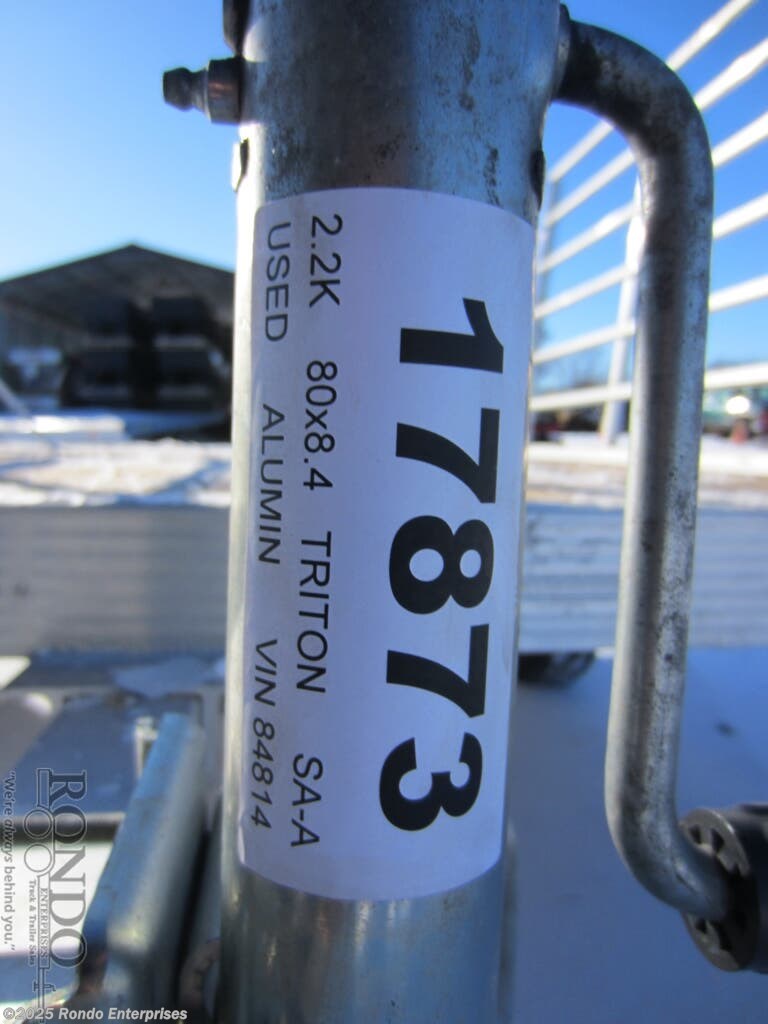 17873
2.2K 80x8.4 TRITON SA-A
USED ALUMIN VIN 84814
RONDO
ENTERPRISES
Truck & Trailer Sales
"We're always behind you."
©2025 Rondo Enterprises